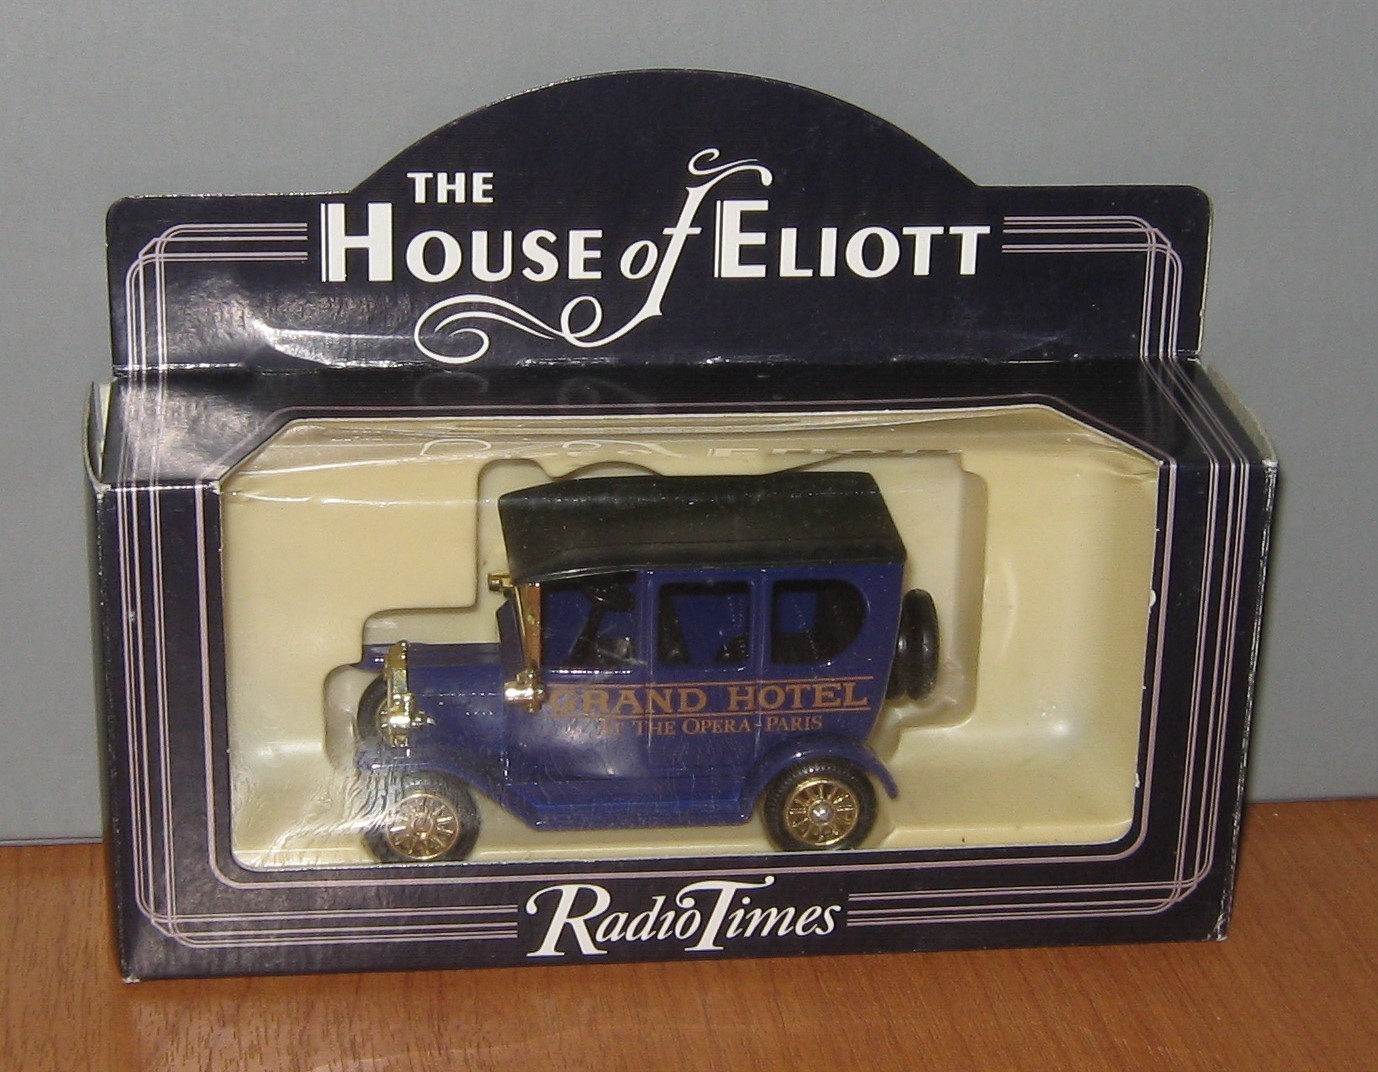 THE
HOUSE of ELIOTT
GRAND HOTEL
AT THE OPERA-PARIS
RadioTimes